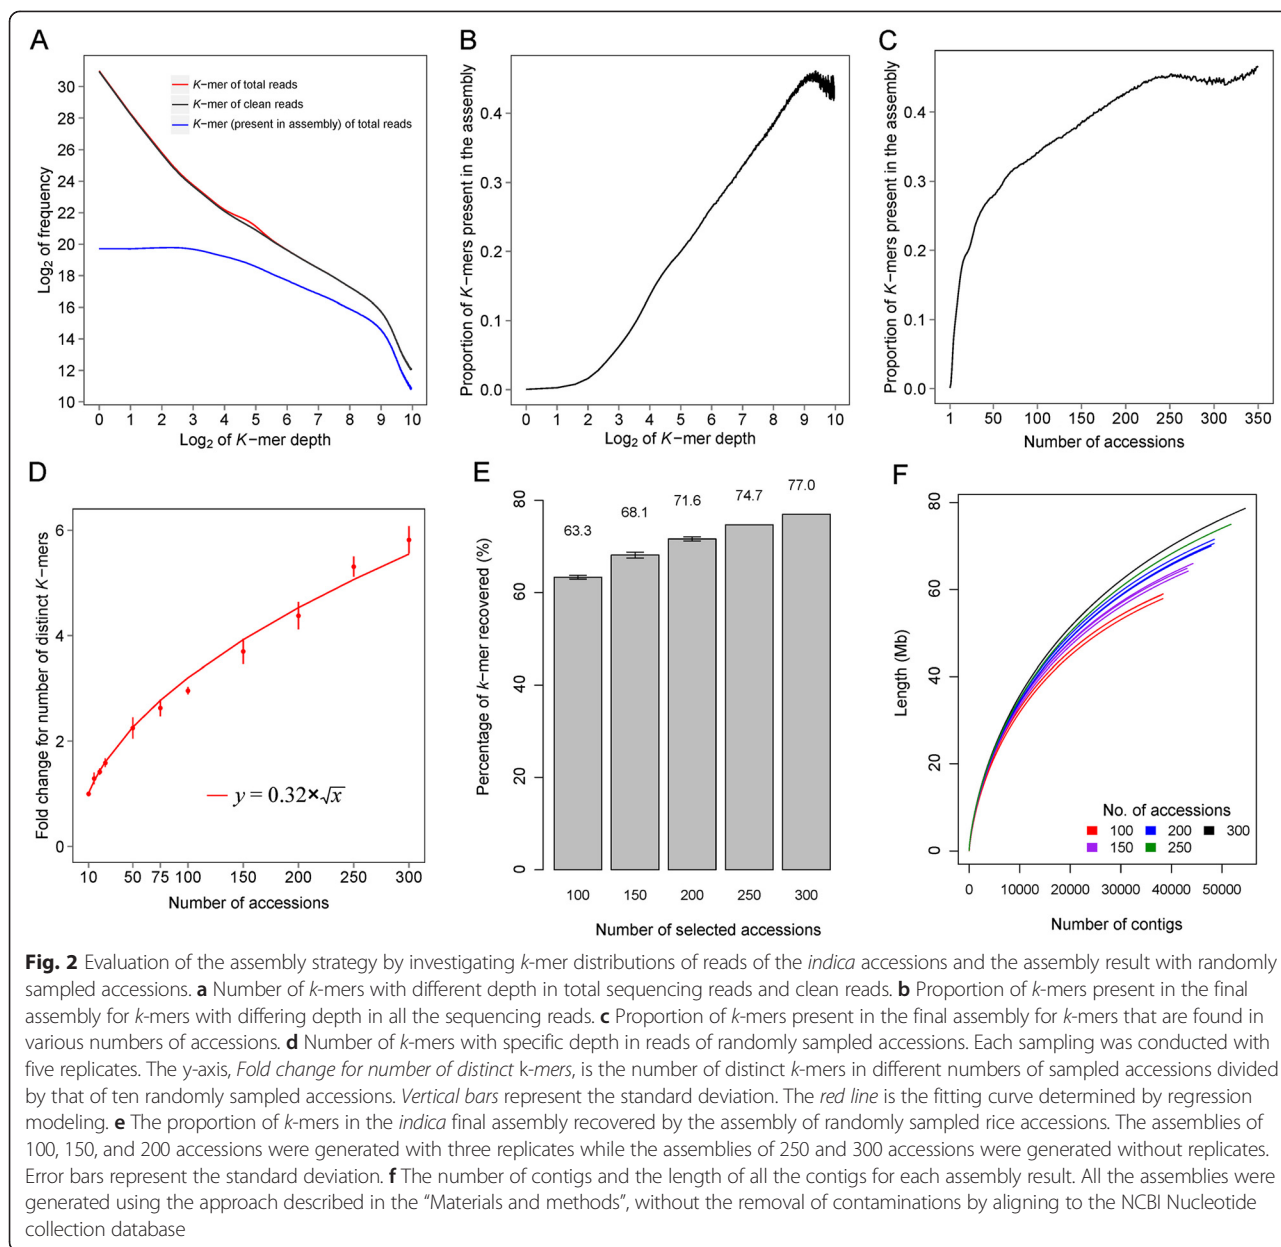 A
30
28
26
24
22
20
18
16
14
12
10
Log2 of frequency
K−mer of total reads
K−mer of clean reads
K−mer (present in assembly) of total reads
0 1 2 3 4 5 6 7 8 9 10
Log2 of K−mer depth
B
0.4
0.3
0.2
0.1
0.0
Proportion of K−mers present in the assembly
0 1 2 3 4 5 6 7 8 9 10
Log2 of K−mer depth
C
0.4
0.3
0.2
0.1
0.0
Proportion of K−mers present in the assembly
1 50 100 150 200 250 300 350
Number of accessions
D
6
4
2
0
Fold change for number of distinct K−mers
y = 0.32×√x
10 50 75 100 150 200 250 300
Number of accessions
E
80
60
40
20
0
Percentage of k−mer recovered (%)
63.3 68.1 71.6 74.7 77.0
100 150 200 250 300
Number of selected accessions
F
80
60
40
20
0
Length (Mb)
No. of accessions
100 200 300
150 250
0 10000 20000 30000 40000 50000
Number of contigs
Fig. 2 Evaluation of the assembly strategy by investigating k-mer distributions of reads of the indica accessions and the assembly result with randomly
sampled accessions. a Number of k-mers with different depth in total sequencing reads and clean reads. b Proportion of k-mers present in the final
assembly for k-mers with differing depth in all the sequencing reads. c Proportion of k-mers present in the final assembly for k-mers that are found in
various numbers of accessions. d Number of k-mers with specific depth in reads of randomly sampled accessions. Each sampling was conducted with
five replicates. The y-axis, Fold change for number of distinct k-mers, is the number of distinct k-mers in different numbers of sampled accessions divided
by that of ten randomly sampled accessions. Vertical bars represent the standard deviation. The red line is the fitting curve determined by regression
modeling. e The proportion of k-mers in the indica final assembly recovered by the assembly of randomly sampled rice accessions. The assemblies of
100, 150, and 200 accessions were generated with three replicates while the assemblies of 250 and 300 accessions were generated without replicates.
Error bars represent the standard deviation. f The number of contigs and the length of all the contigs for each assembly result. All the assemblies were
generated using the approach described in the “Materials and methods”, without the removal of contaminations by aligning to the NCBI Nucleotide
collection database